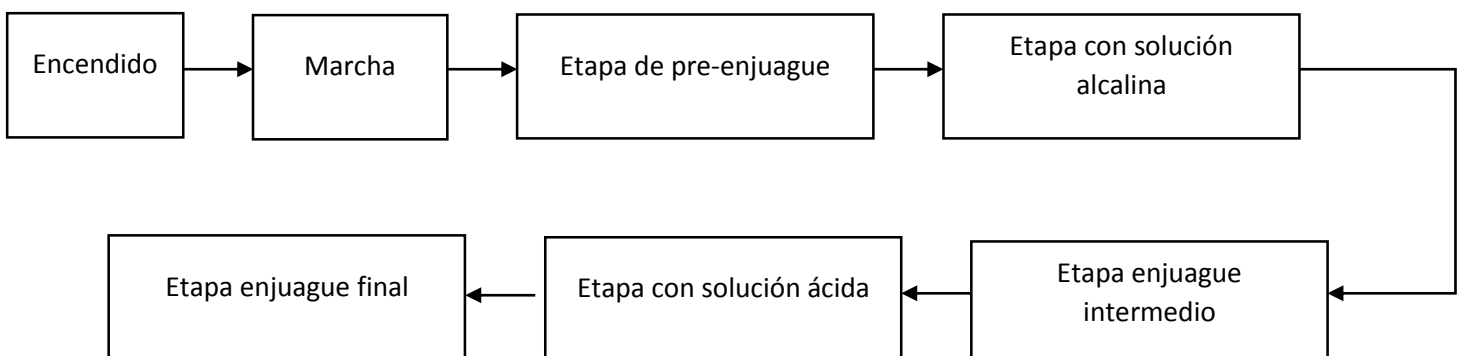 Encendido
Marcha
Etapa de pre-enjuague
Etapa con solución
alcalina
Etapa enjuague
intermedio
Etapa con solución ácida
Etapa enjuague final